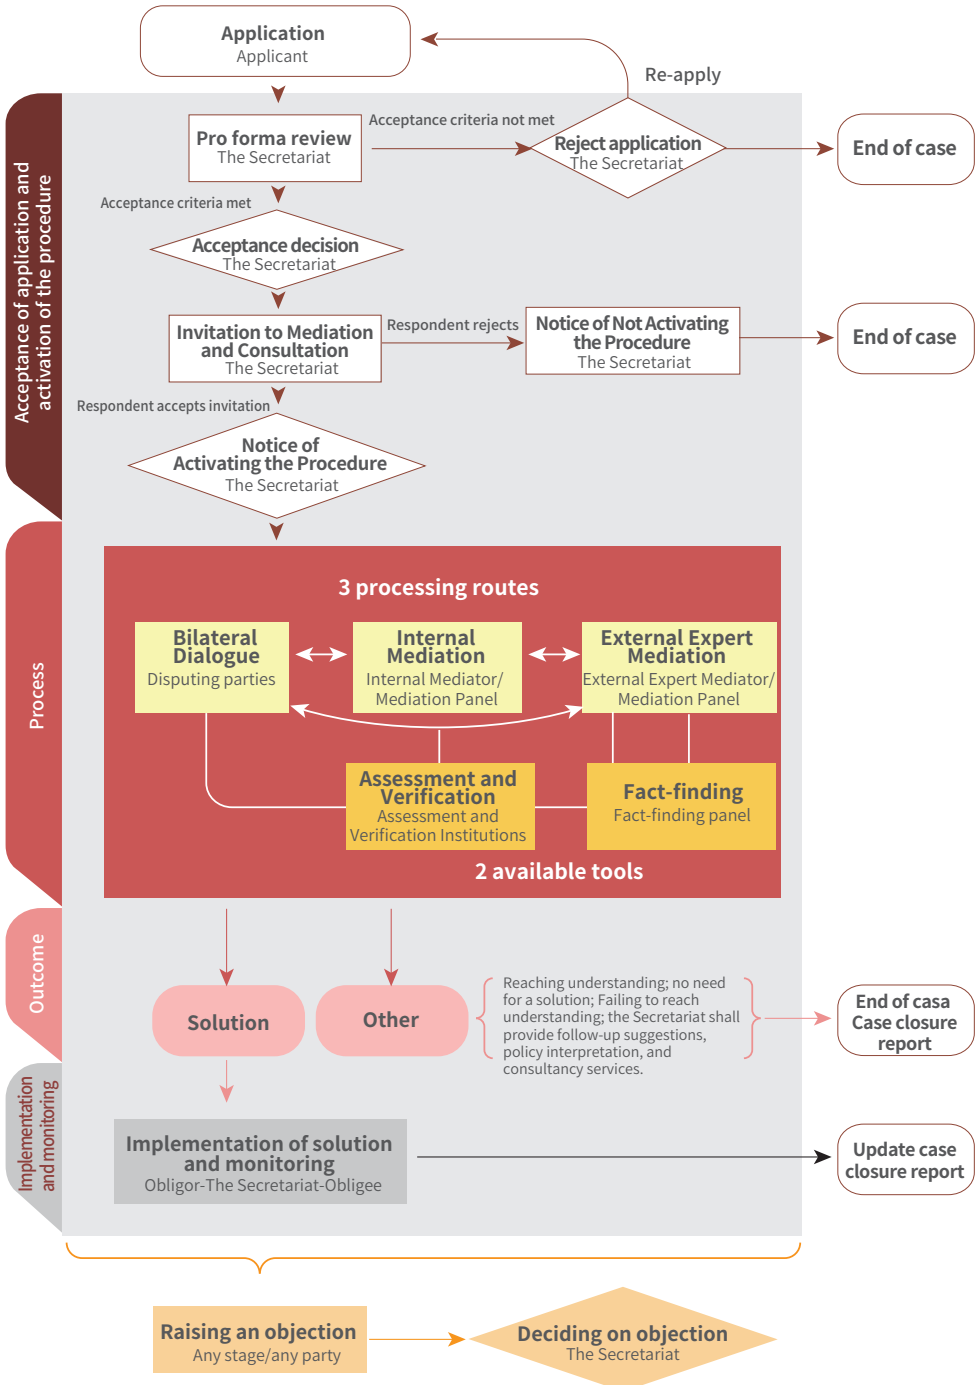 Application
Applicant
Re-apply
Acceptance of application and
activation of the procedure
Pro forma review
The Secretariat
Acceptance criteria not met
Reject application
The Secretariat
End of case
Acceptance criteria met
Acceptance decision
The Secretariat
Invitation to Mediation
and Consultation
The Secretariat
Respondent rejects
Notice of Not Activating
the Procedure
The Secretariat
End of case
Respondent accepts invitation
Notice of
Activating the Procedure
The Secretariat
Process
3 processing routes
Bilateral
Dialogue
Disputing parties
Internal
Mediation
Internal Mediator/
Mediation Panel
External Expert
Mediation
External Expert Mediator/
Mediation Panel
Assessment and
Verification
Assessment and
Verification Institutions
Fact-finding
Fact-finding panel
2 available tools
Outcome
Solution
Other
Reaching understanding; no need
for a solution; Failing to reach
understanding; the Secretariat shall
provide follow-up suggestions,
policy interpretation, and
consultancy services.
End of casa
Case closure
report
Implementation
and monitoring
Implementation of solution
and monitoring
Obligor-The Secretariat-Obligee
Update case
closure report
Raising an objection
Any stage/any party
Deciding on objection
The Secretariat